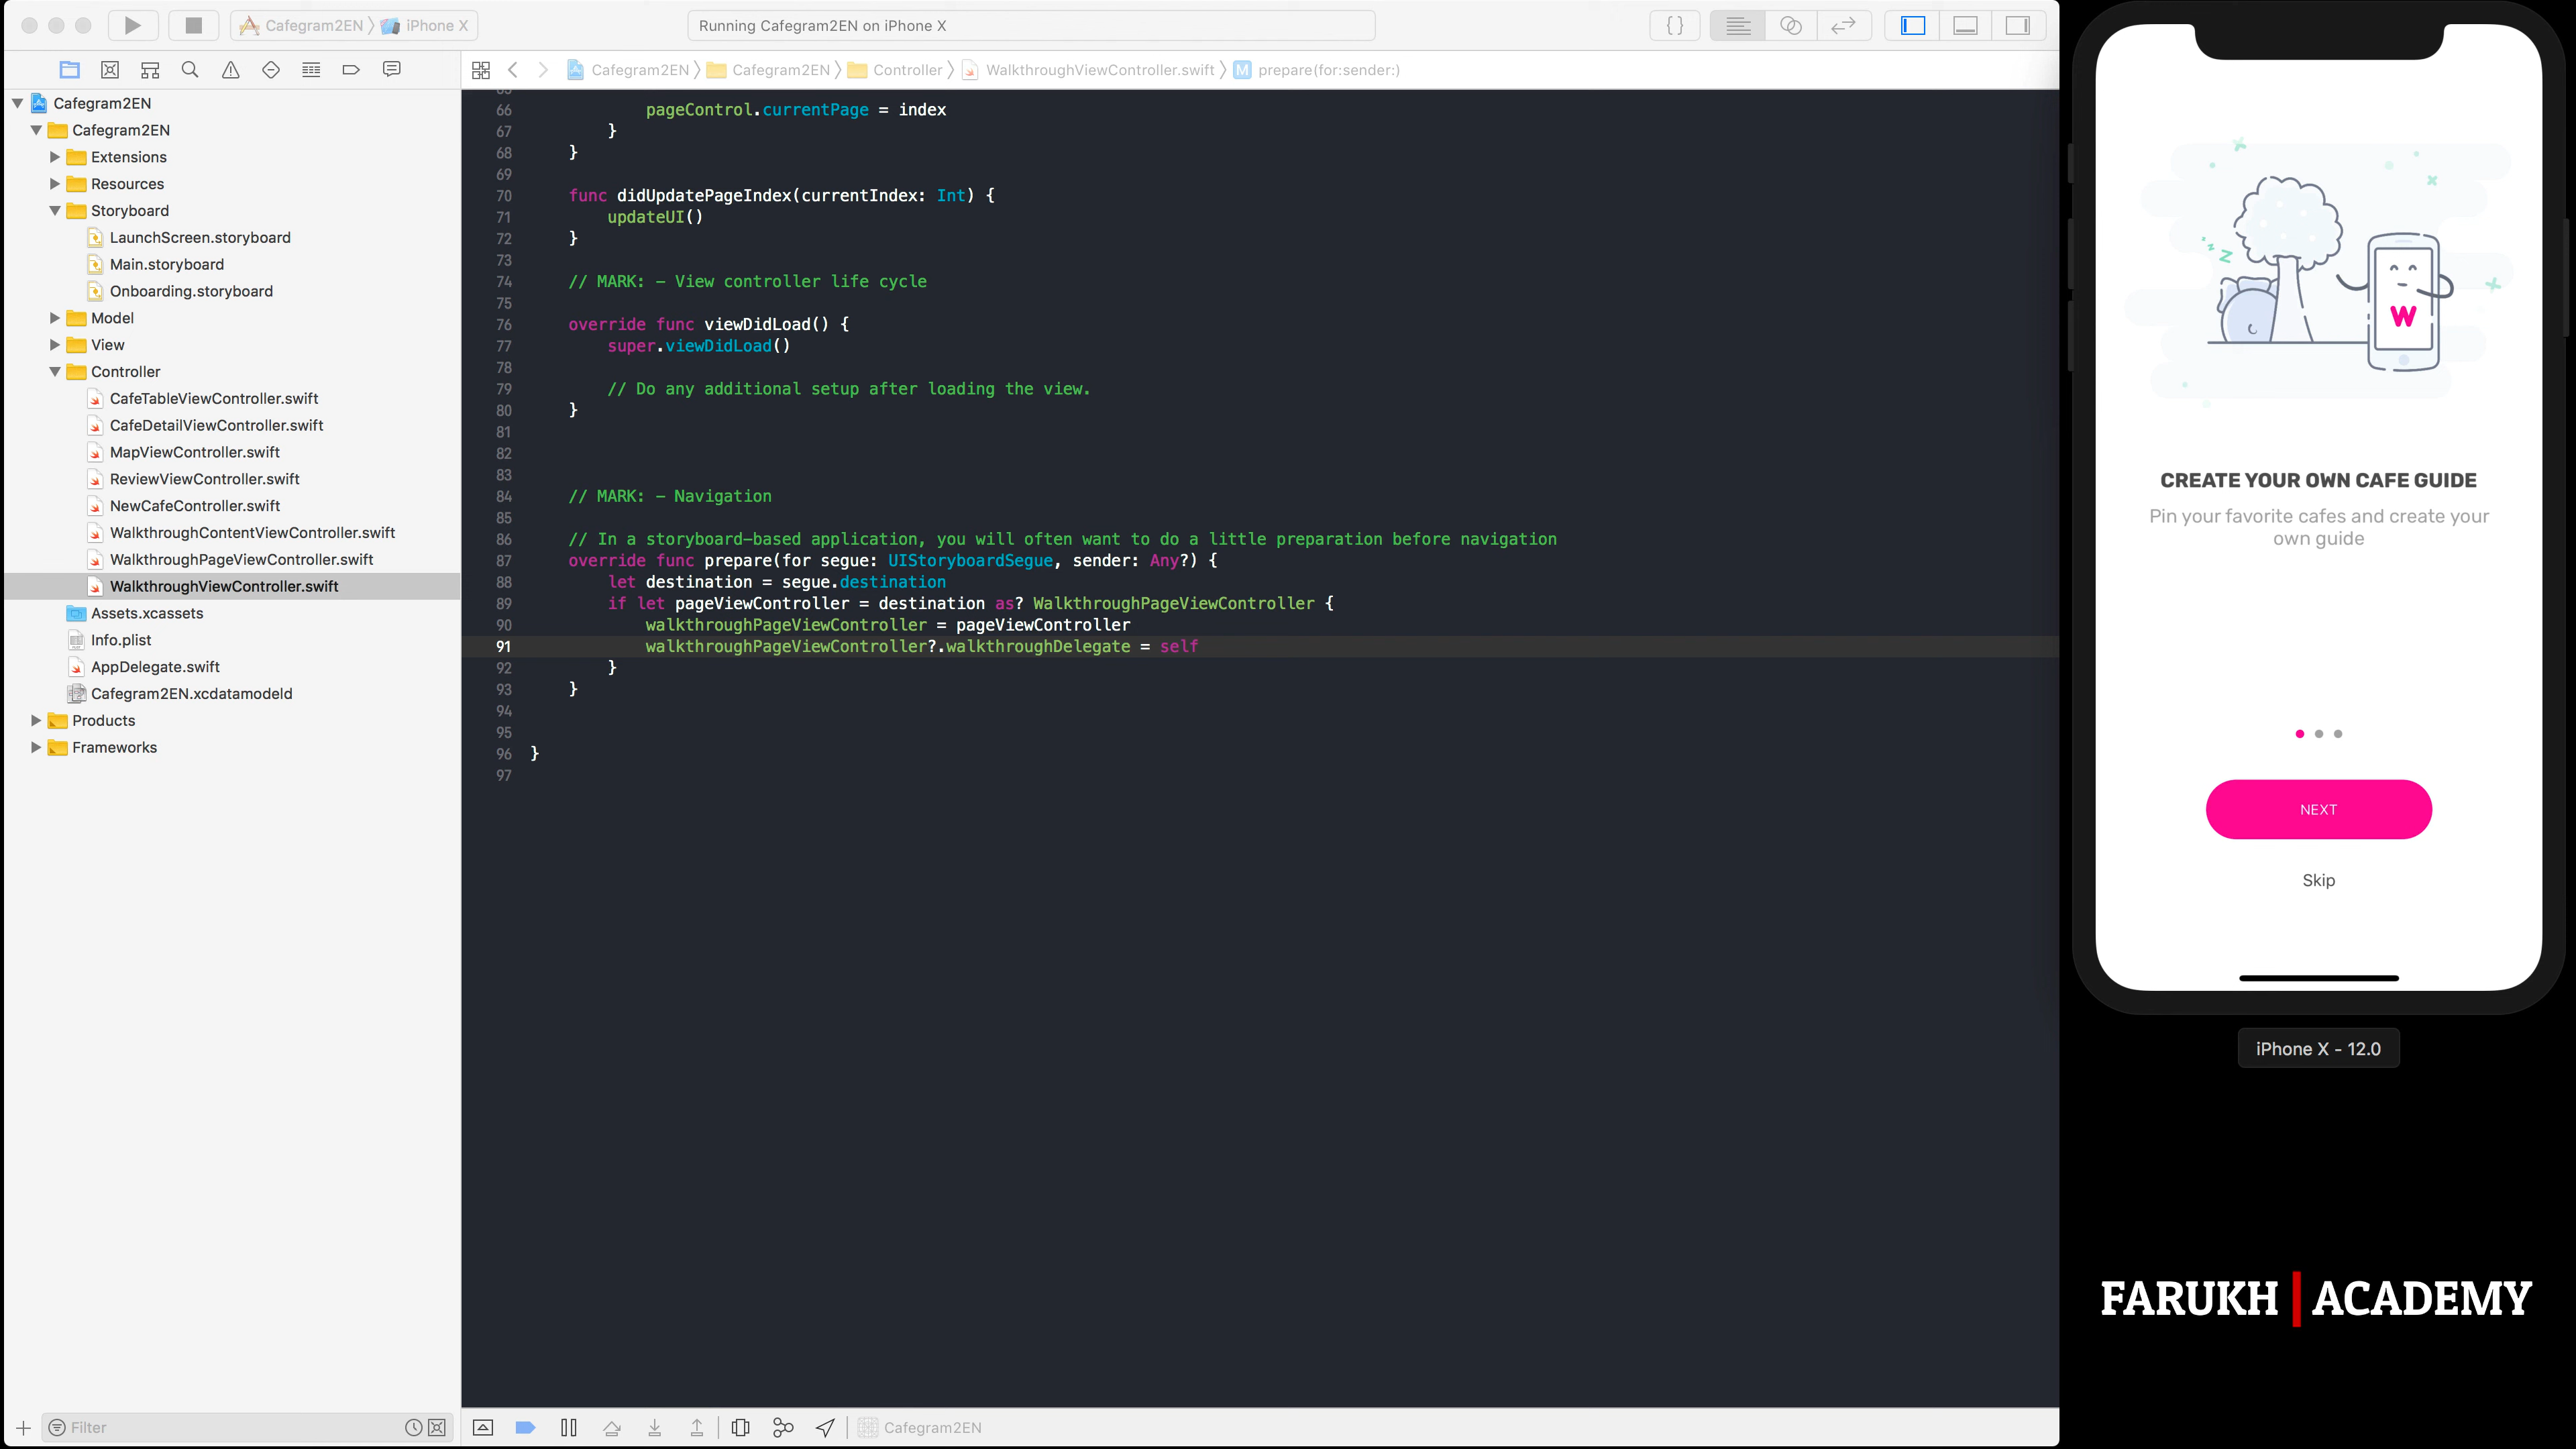 Cafegram2EN
iPhone X
Running Cafegram2EN on iPhone X
{ }
Cafegram2EN
Cafegram2EN
Controller
WalkthroughViewController.swift
M
prepare(for:sender:)
Cafegram2EN
Cafegram2EN
Extensions
Resources
Storyboard
LaunchScreen.storyboard
Main.storyboard
Onboarding.storyboard
Model
View
Controller
CafeTableViewController.swift
CafeDetailViewController.swift
MapViewController.swift
ReviewViewController.swift
NewCafeController.swift
WalkthroughContentViewController.swift
WalkthroughPageViewController.swift
WalkthroughViewController.swift
Assets.xcassets
Info.plist
AppDelegate.swift
Cafegram2EN.xcdatamodeld
Products
Frameworks
Filter
66 pageControl.currentPage = index
67 }
68 }
69
70 func didUpdatePageIndex(currentIndex: Int) {
71 updateUI()
72 }
73
74 // MARK: – View controller life cycle
75
76 override func viewDidLoad() {
77 super.viewDidLoad()
78
79 // Do any additional setup after loading the view.
80 }
81
82
83
84 // MARK: – Navigation
85
86 // In a storyboard–based application, you will often want to do a little preparation before navigation
87 override func prepare(for segue: UIStoryboardSegue, sender: Any?) {
88 let destination = segue.destination
89 if let pageViewController = destination as? WalkthroughPageViewController {
90 walkthroughPageViewController = pageViewController
91 walkthroughPageViewController?.walkthroughDelegate = self
92 }
93 }
94
95
96 }
97
Cafegram2EN
Z
Z
Z
W
CREATE YOUR OWN CAFE GUIDE
Pin your favorite cafes and create your
own guide
NEXT
Skip
iPhone X - 12.0
FARUKH | ACADEMY